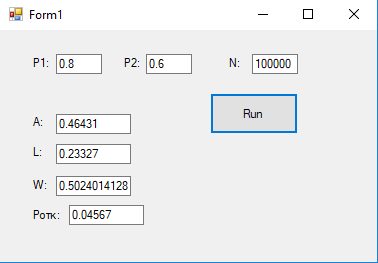 Form1
P1: 0.8 P2: 0.6 N: 100000
Run
A: 0.46431
L: 0.23327
W: 0.5024014128
Pотк: 0.04567